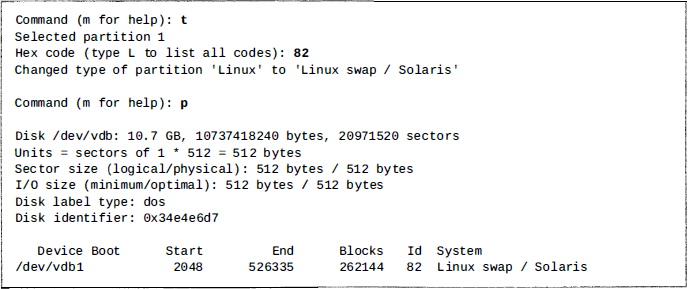 Command (m for help): t
Selected partition 1
Hex code (type L to list all codes): 82
Changed type of partition 'Linux' to 'Linux swap / Solaris'

Command (m for help): p

Disk /dev/vdb: 10.7 GB, 10737418240 bytes, 20971520 sectors
Units = sectors of 1 * 512 = 512 bytes
Sector size (logical/physical): 512 bytes / 512 bytes
I/O size (minimum/optimal): 512 bytes / 512 bytes
Disk label type: dos
Disk identifier: 0x34e4e6d7

   Device Boot      Start         End      Blocks   Id  System
/dev/vdb1            2048      526335      262144   82  Linux swap / Solaris